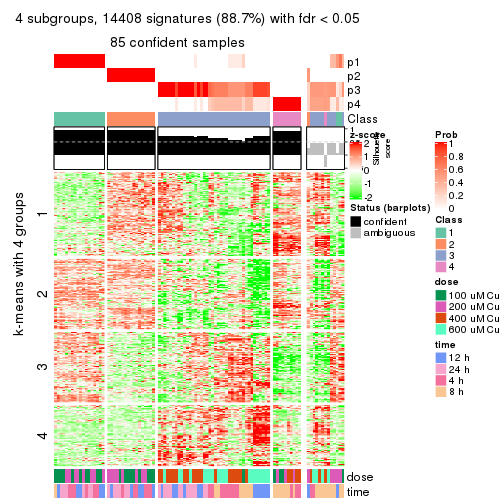 4 subgroups, 14408 signatures (88.7%) with fdr < 0.05
85 confident samples
p1
p2
p3
p4
Class
1
z-score
2
1
0
-1
-2
Silhouette
score
Status (barplots)
confident
ambiguous
Prob
1
0.8
0.6
0.4
0.2
0
Class
1
2
3
4
dose
100 uM Cu
200 uM Cu
400 uM Cu
600 uM Cu
time
12 h
24 h
4 h
8 h
k-means with 4 groups
1
2
3
4
dose
time